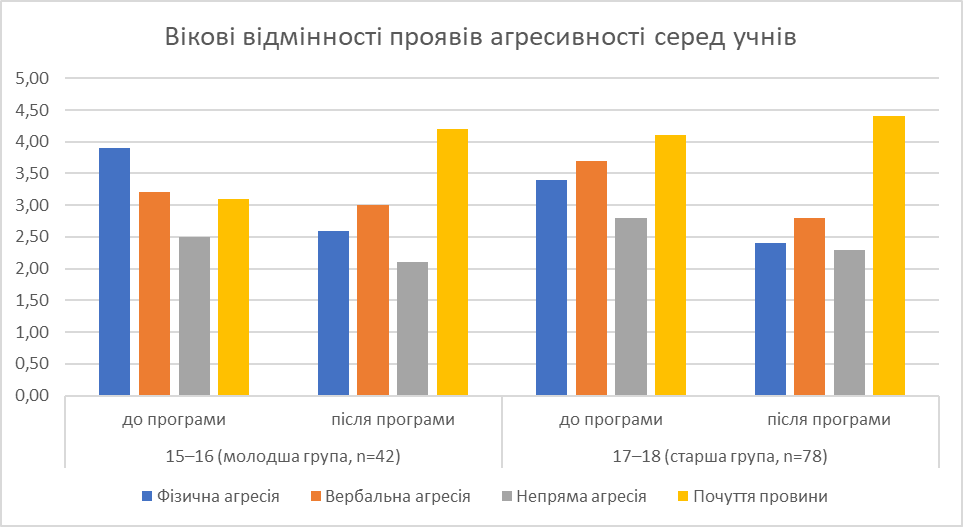 Вікові відмінності проявів агресивності серед учнів
5,00
4,50
4,00
3,50
3,00
2,50
2,00
1,50
1,00
0,50
0,00
до програми після програми до програми після програми
15–16 (молодша група, n=42) 17–18 (старша група, n=78)
Фізична агресія Вербальна агресія Непряма агресія Почуття провини